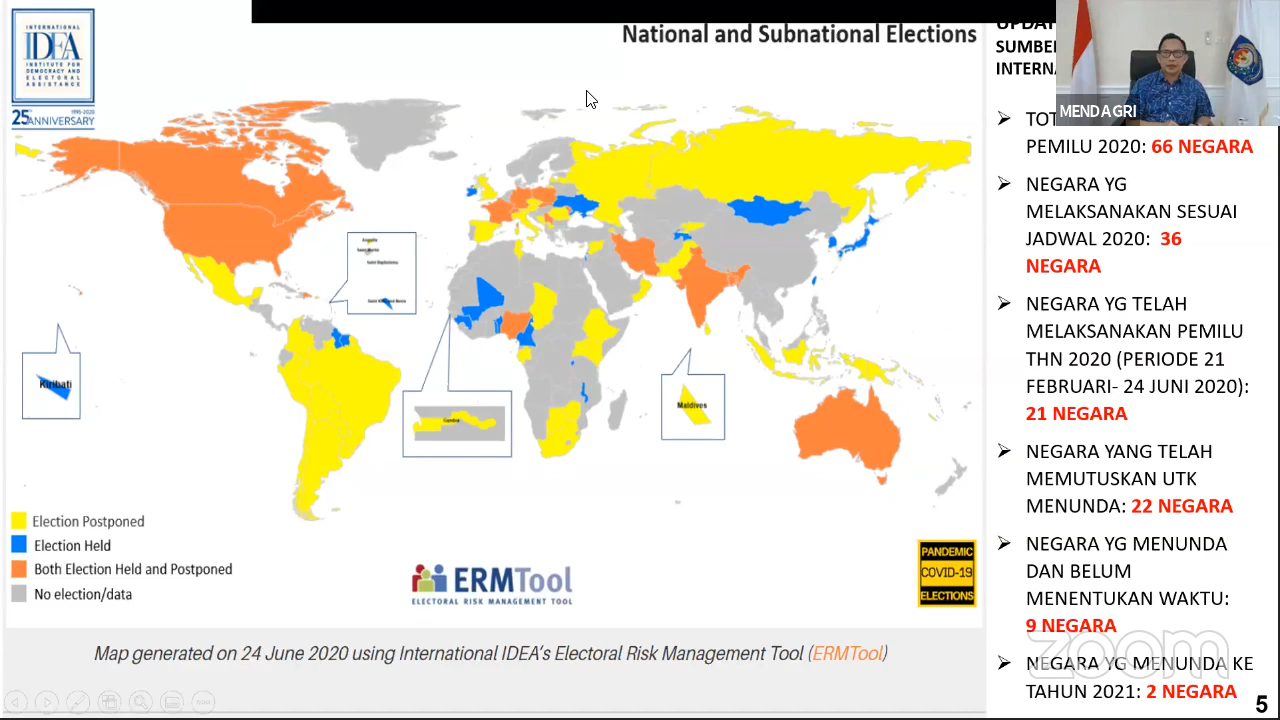 INTERNATIONAL
IDEA
INSTITUTE FOR
DEMOCRACY AND
ELECTORAL
ASSISTANCE
25
1995-2020
ANNIVERSARY
National and Subnational Elections
Kiribati
Gambia
Maldives
Election Postponed
Election Held
Both Election Held and Postponed
No election/data
ERMTool
ELECTORAL RISK MANAGEMENT TOOL
PANDEMIC
COVID-19
ELECTIONS
Map generated on 24 June 2020 using International IDEA's Electoral Risk Management Tool (ERMTool)
MENDAGRI
PEMILU 2020: 66 NEGARA
➢ NEGARA YG
MELAKSANAKAN SESUAI
JADWAL 2020: 36
NEGARA
➢ NEGARA YG TELAH
MELAKSANAKAN PEMILU
THN 2020 (PERIODE 21
FEBRUARI- 24 JUNI 2020):
21 NEGARA
➢ NEGARA YANG TELAH
MEMUTUSKAN UTK
MENUNDA: 22 NEGARA
➢ NEGARA YG MENUNDA
DAN BELUM
MENENTUKAN WAKTU:
9 NEGARA
zoom
➢ NEGARA YG MENUNDA KE
TAHUN 2021: 2 NEGARA
5